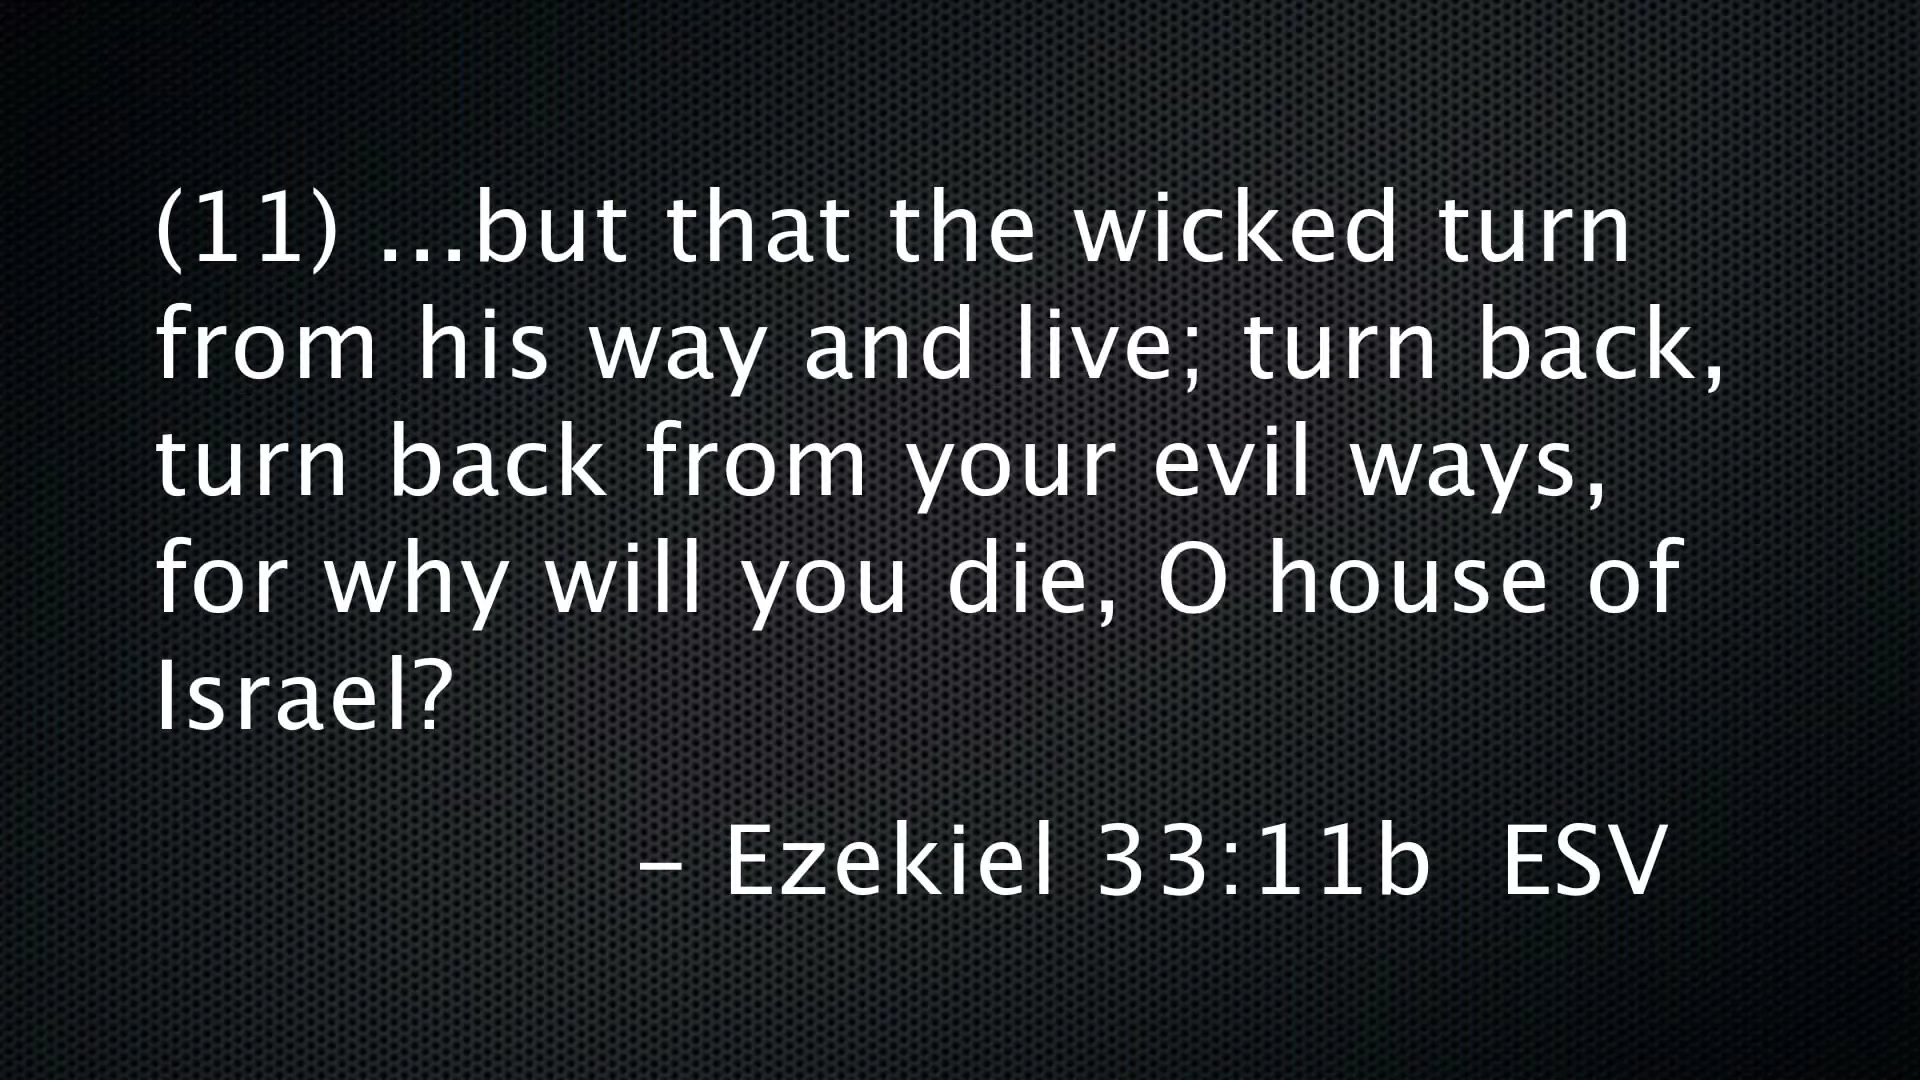 (11) ...but that the wicked turn
from his way and live; turn back,
turn back from your evil ways,
for why will you die, O house of
Israel?
– Ezekiel 33:11b  ESV